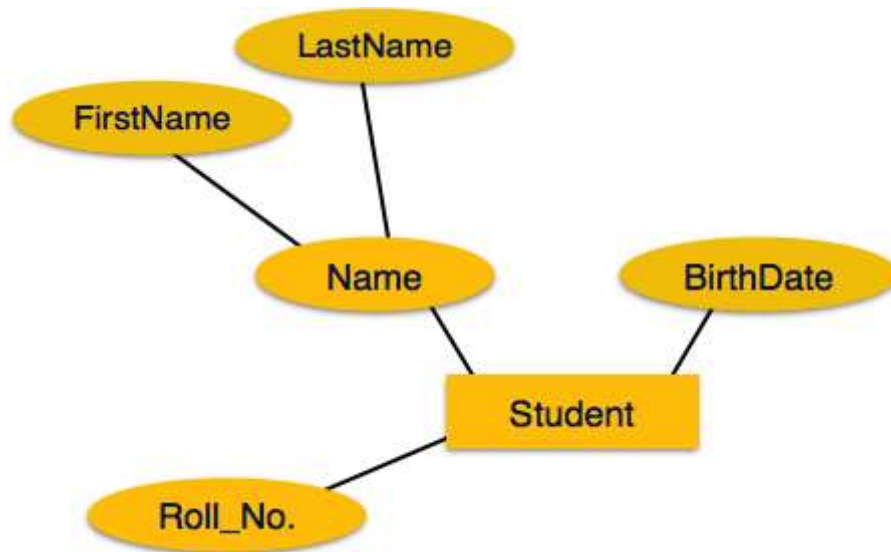 LastName
FirstName
Name
BirthDate
Student
Roll_No.